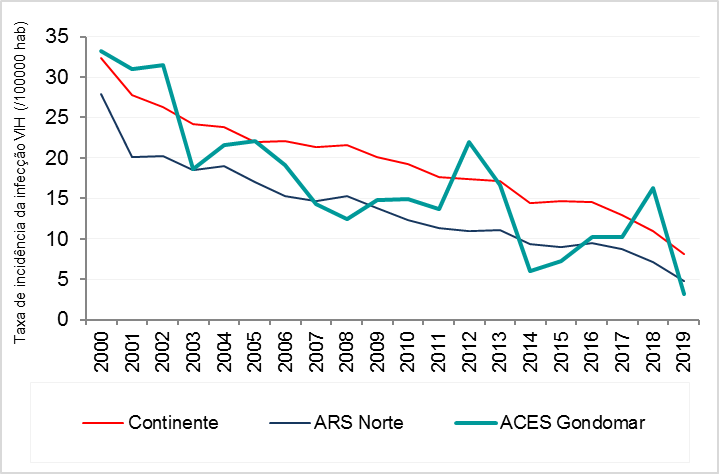 Taxa de incidência da infecção VIH (/100000 hab)
35
30
25
20
15
10
5
0
2000 2001 2002 2003 2004 2005 2006 2007 2008 2009 2010 2011 2012 2013 2014 2015 2016 2017 2018 2019
Continente ARS Norte ACES Gondomar